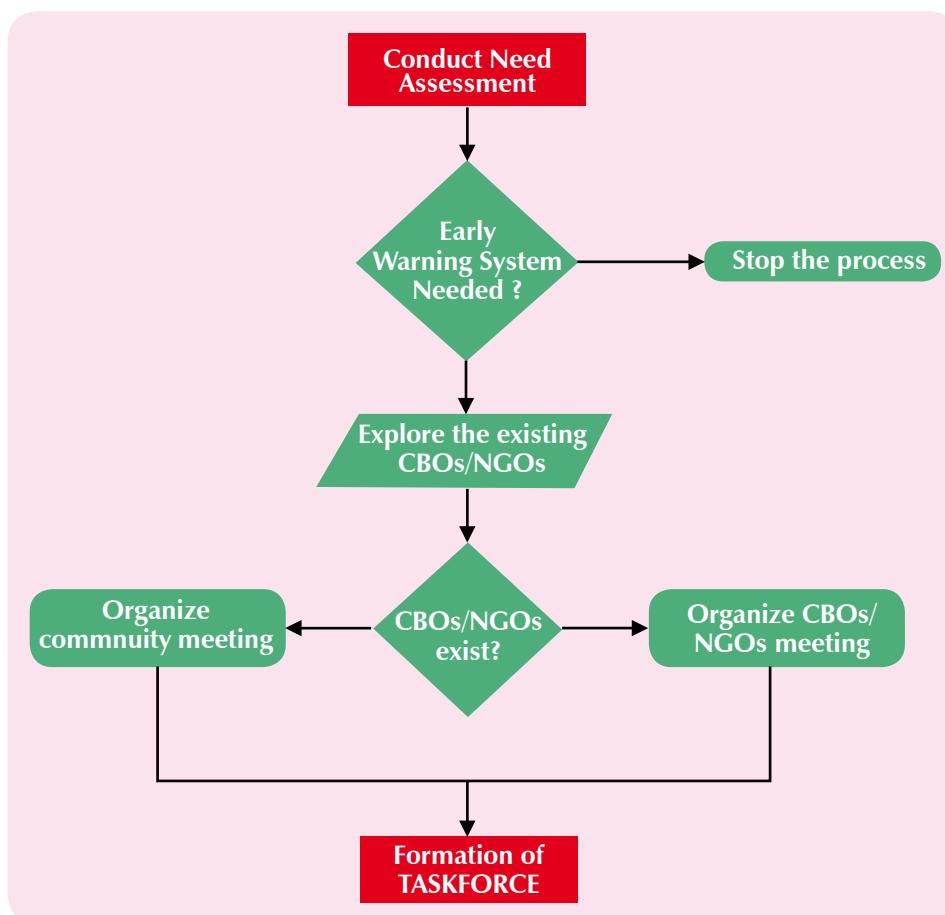 Conduct Need
Assessment
Early
Warning System
Needed ?
Stop the process
Explore the existing
CBOs/NGOs
Organize
commnuity meeting
CBOs/NGOs
exist?
Organize CBOs/
NGOs meeting
Formation of
TASKFORCE